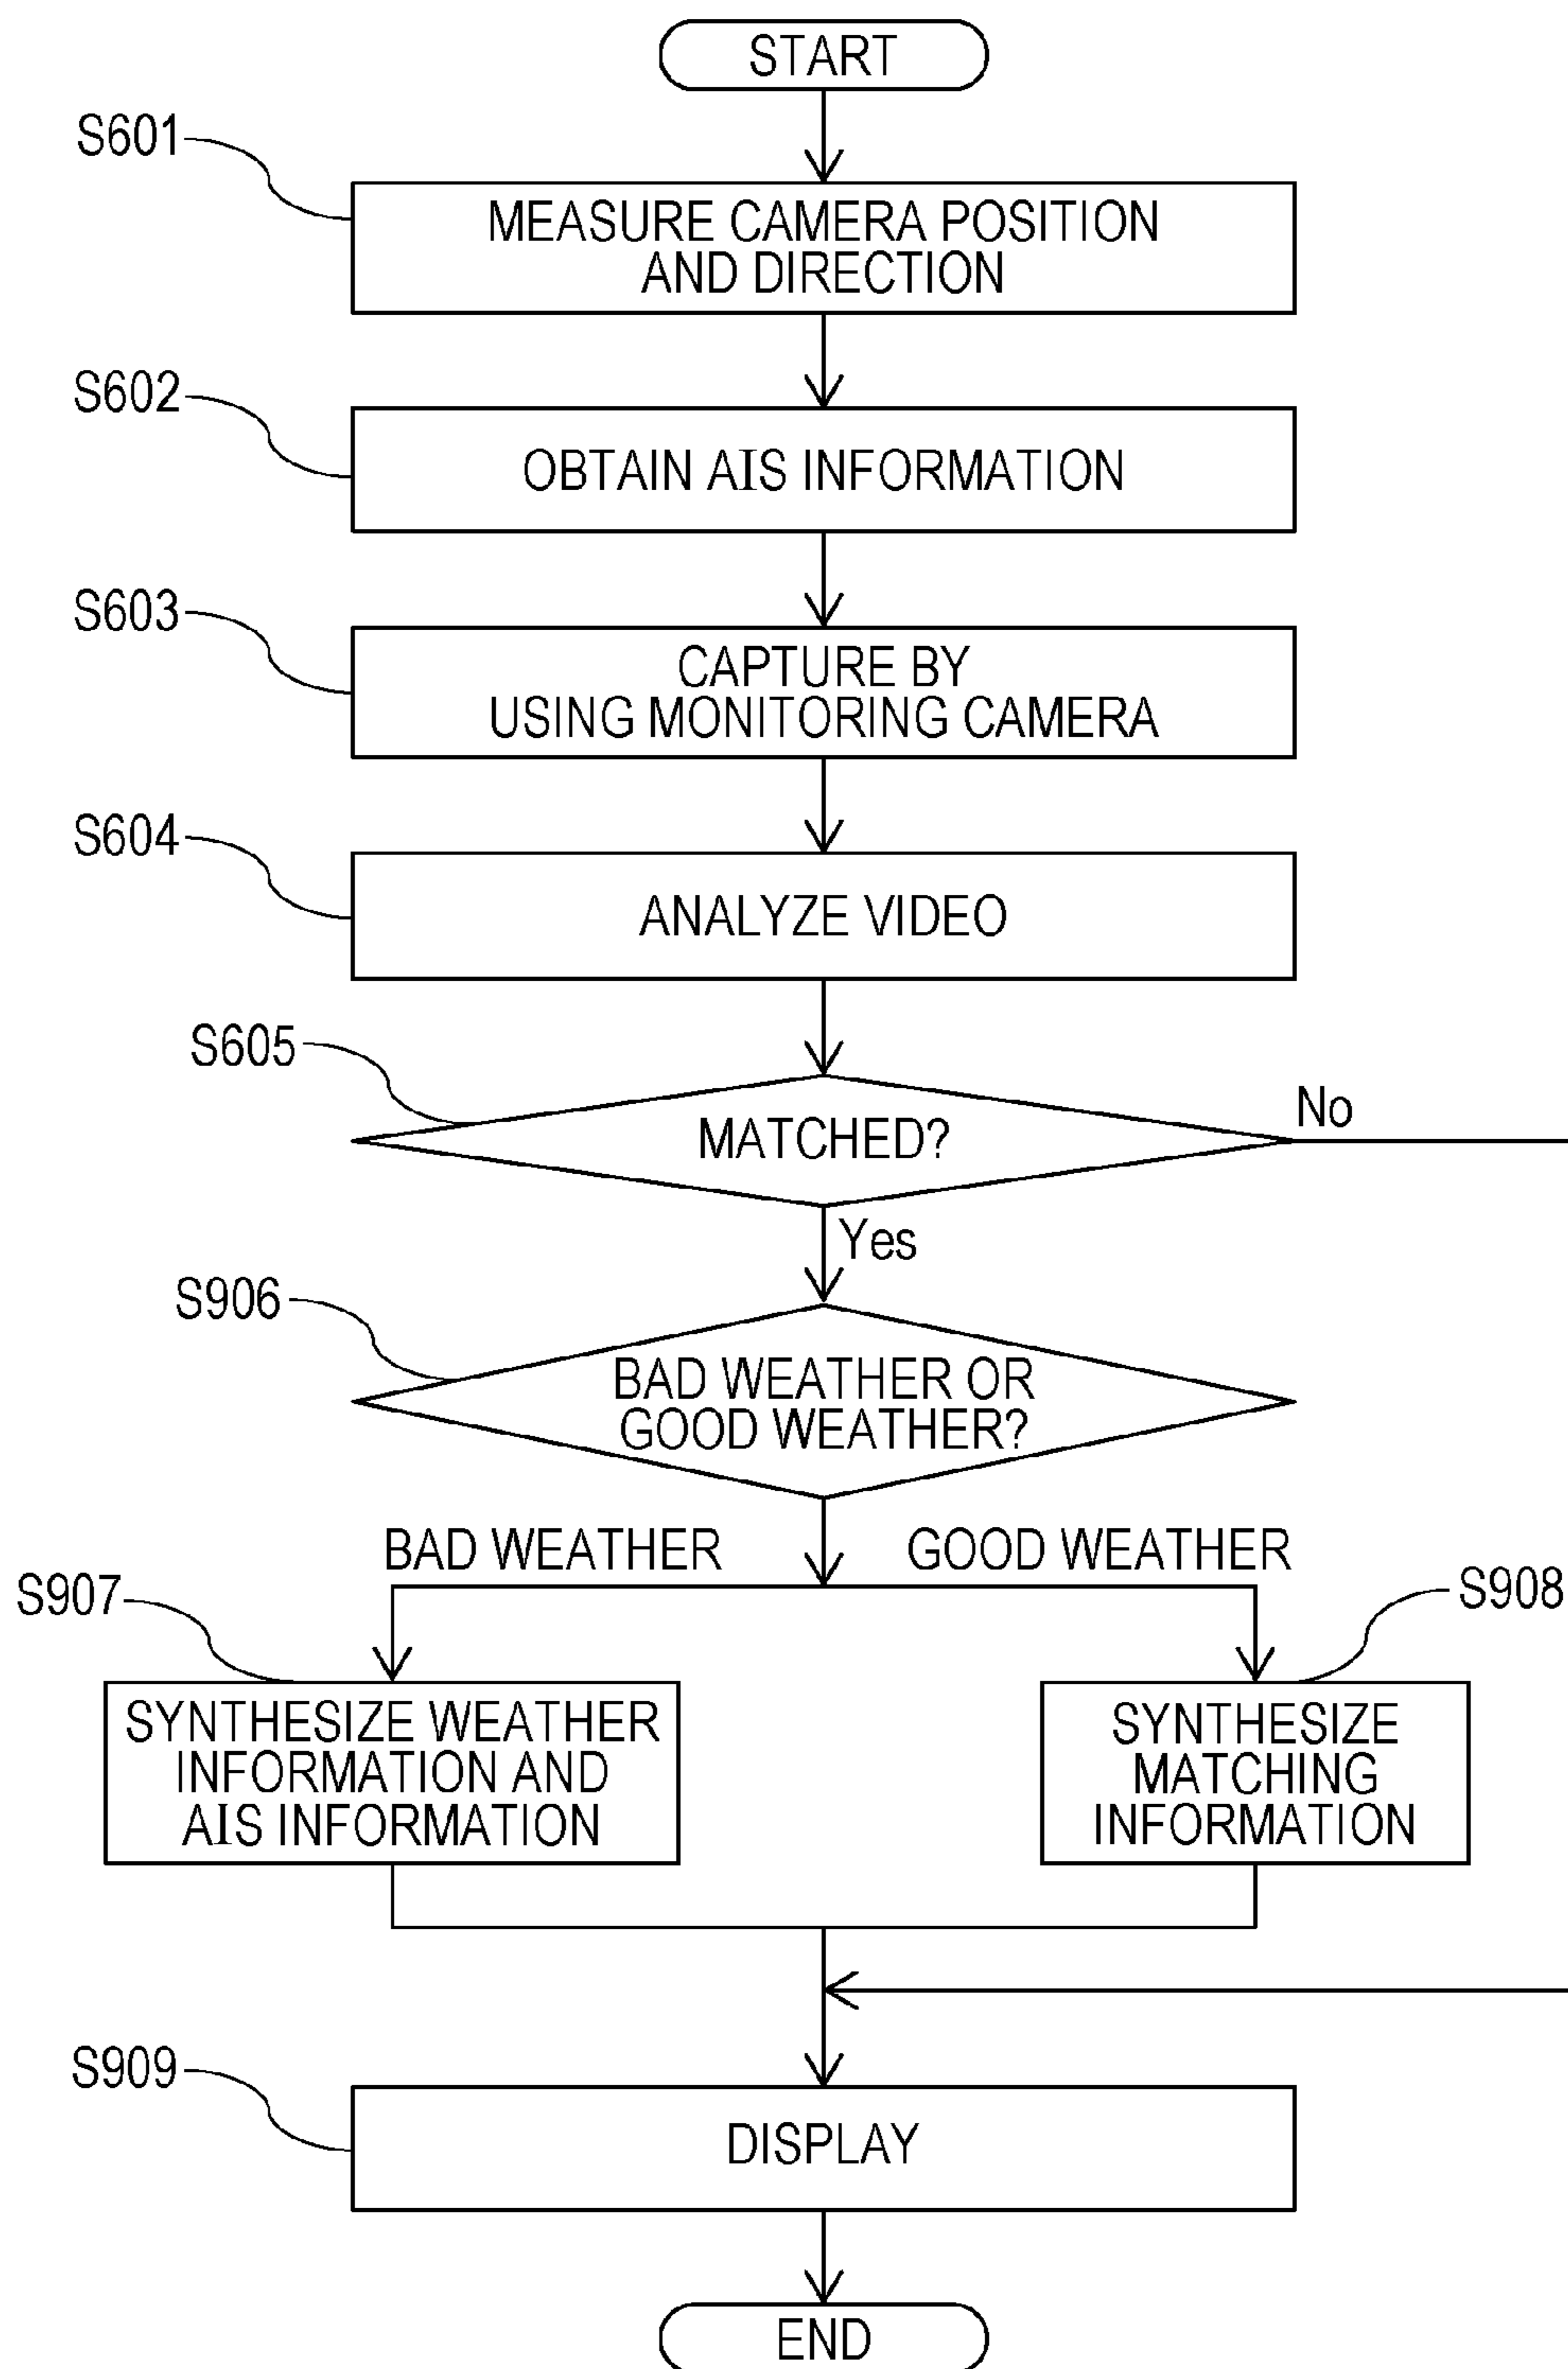 START
S601
MEASURE CAMERA POSITION
AND DIRECTION
S602
OBTAIN AIS INFORMATION
S603
CAPTURE BY
USING MONITORING CAMERA
S604
ANALYZE VIDEO
S605
MATCHED?
No
Yes
S906
BAD WEATHER OR
GOOD WEATHER?
BAD WEATHER
GOOD WEATHER
S907
SYNTHESIZE WEATHER
INFORMATION AND
AIS INFORMATION
S908
SYNTHESIZE
MATCHING
INFORMATION
S909
DISPLAY
END